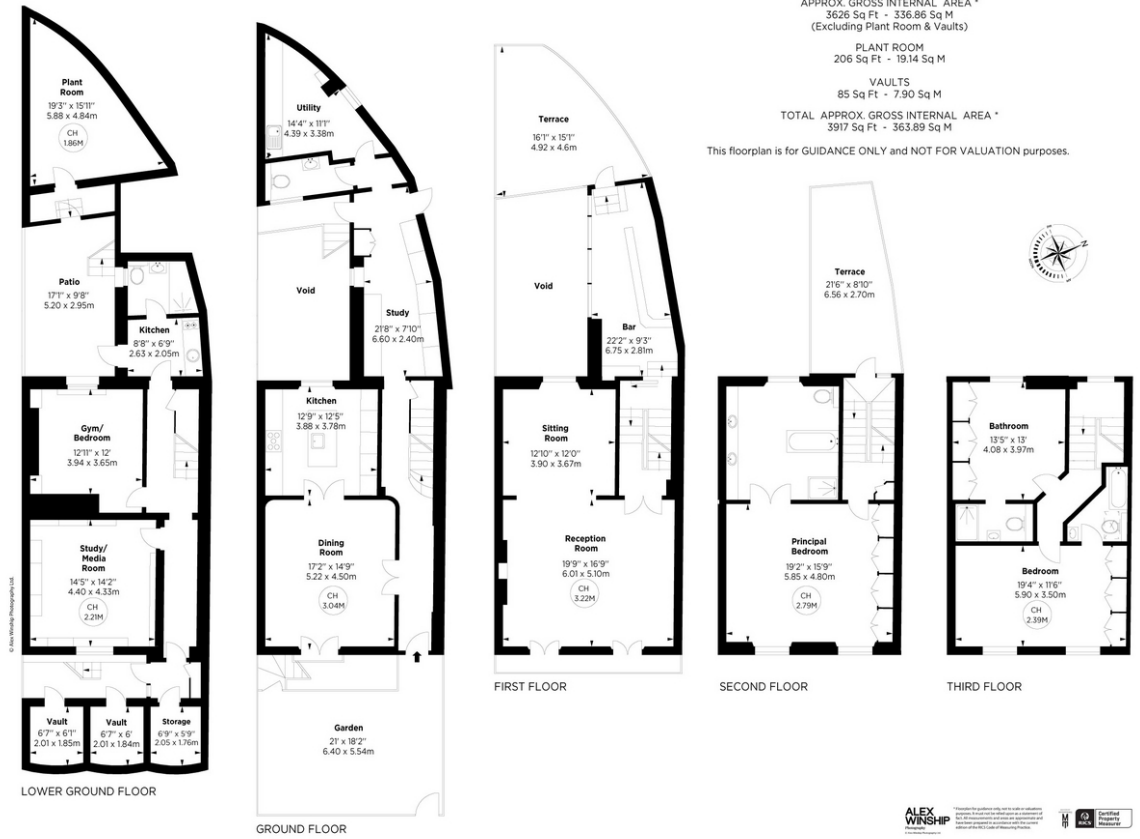 APPROX. GROSS INTERNAL AREA *
3626 Sq Ft - 336.86 Sq M
(Excluding Plant Room & Vaults)
PLANT ROOM
206 Sq Ft - 19.14 Sq M
VAULTS
85 Sq Ft - 7.90 Sq M
TOTAL APPROX. GROSS INTERNAL AREA *
3917 Sq Ft - 363.89 Sq M
This floorplan is for GUIDANCE ONLY and NOT FOR VALUATION purposes.
N
Plant
Room
19'3" x 15'11"
5.88 x 4.84m
CH
1.86M
Patio
17'1" x 9'8"
5.20 x 2.95m
Kitchen
8'8" x 6'9"
2.63 x 2.05m
Gym/
Bedroom
12'11" x 12'
3.94 x 3.65m
Study/
Media
Room
14'5" x 14'2"
4.40 x 4.33m
CH
2.21M
Vault
6'7" x 6'1"
2.01 x 1.85m
Vault
6'7" x 6'
2.01 x 1.84m
Storage
6'9" x 5'9"
2.05 x 1.76m
LOWER GROUND FLOOR
Utility
14'4" x 11'1"
4.39 x 3.38m
Void
Study
21'8" x 7'10"
6.60 x 2.40m
Kitchen
12'9" x 12'5"
3.88 x 3.78m
Dining
Room
17'2" x 14'9"
5.22 x 4.50m
CH
3.04M
Garden
21' x 18'2"
6.40 x 5.54m
GROUND FLOOR
Terrace
16'1" x 15'1"
4.92 x 4.6m
Void
Bar
22'2" x 9'3"
6.75 x 2.81m
Sitting
Room
12'10" x 12'0"
3.90 x 3.67m
Reception
Room
19'9" x 16'9"
6.01 x 5.10m
CH
3.22M
FIRST FLOOR
Terrace
21'6" x 8'10"
6.56 x 2.70m
Principal
Bedroom
19'2" x 15'9"
5.85 x 4.80m
CH
2.79M
SECOND FLOOR
Bathroom
13'5" x 13'
4.08 x 3.97m
Bedroom
19'4" x 11'6"
5.90 x 3.50m
CH
2.39M
THIRD FLOOR
© Alex Winship Photography Ltd.
ALEX
WINSHIP
Photography
RICS
Certified
Property
Measurer